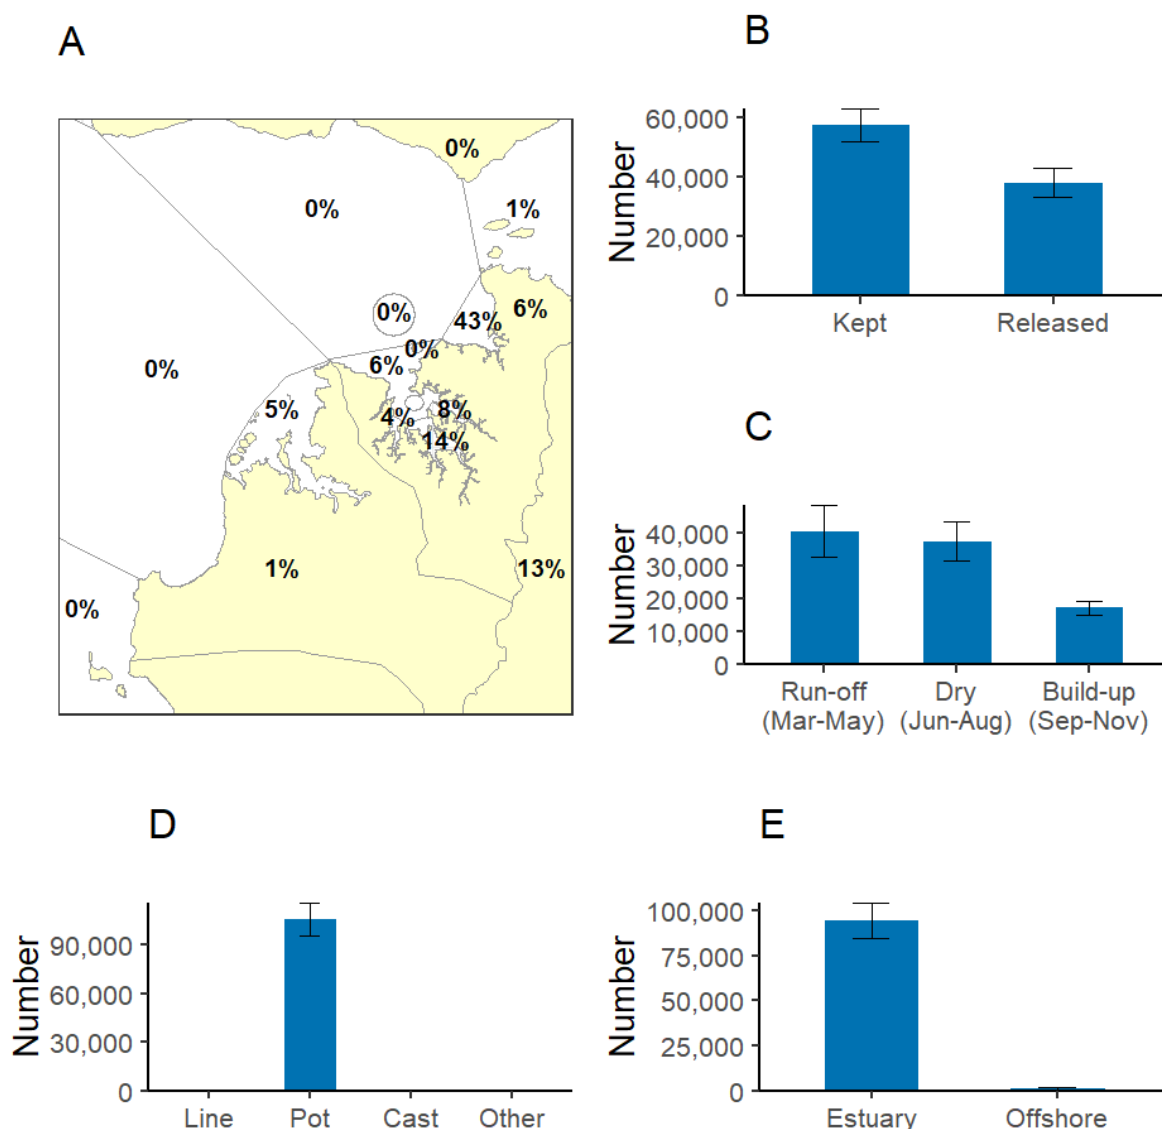 A
0%
0%
1%
0%
43%
6%
0%
0%
6%
5%
4%
8%
14%
1%
13%
0%
B
Number
60,000
40,000
20,000
0
Kept
Released
C
Number
40,000
30,000
20,000
10,000
0
Run-off
(Mar-May)
Dry
(Jun-Aug)
Build-up
(Sep-Nov)
D
Number
90,000
60,000
30,000
0
Line
Pot
Cast
Other
E
Number
100,000
75,000
50,000
25,000
0
Estuary
Offshore